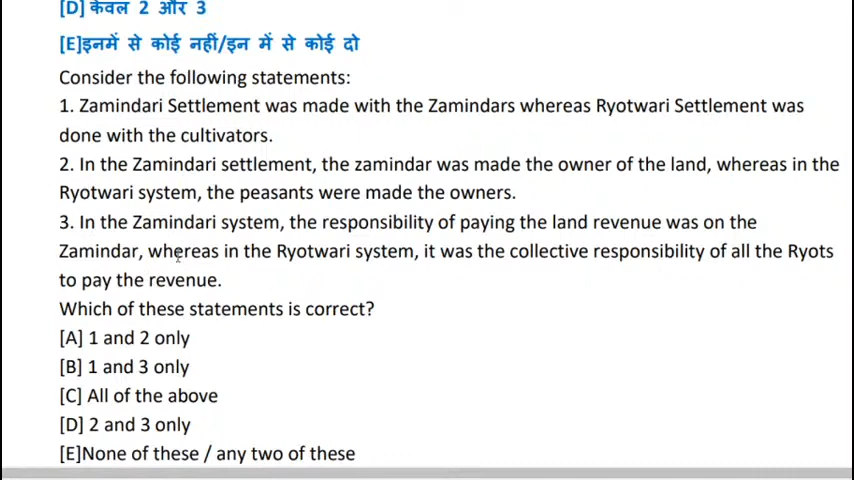 [D] केवल 2 और 3
[E]इनमें से कोई नहीं/इन में से कोई दो
Consider the following statements:
1. Zamindari Settlement was made with the Zamindars whereas Ryotwari Settlement was
done with the cultivators.
2. In the Zamindari settlement, the zamindar was made the owner of the land, whereas in the
Ryotwari system, the peasants were made the owners.
3. In the Zamindari system, the responsibility of paying the land revenue was on the
Zamindar, whereas in the Ryotwari system, it was the collective responsibility of all the Ryots
to pay the revenue.
Which of these statements is correct?
[A] 1 and 2 only
[B] 1 and 3 only
[C] All of the above
[D] 2 and 3 only
[E]None of these / any two of these